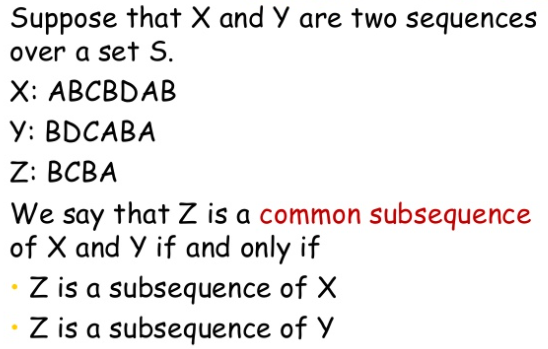 Suppose that X and Y are two sequences
over a set S.
X: ABCBDAB
Y: BDCABA
Z: BCBA
We say that Z is a common subsequence
of X and Y if and only if
• Z is a subsequence of X
• Z is a subsequence of Y